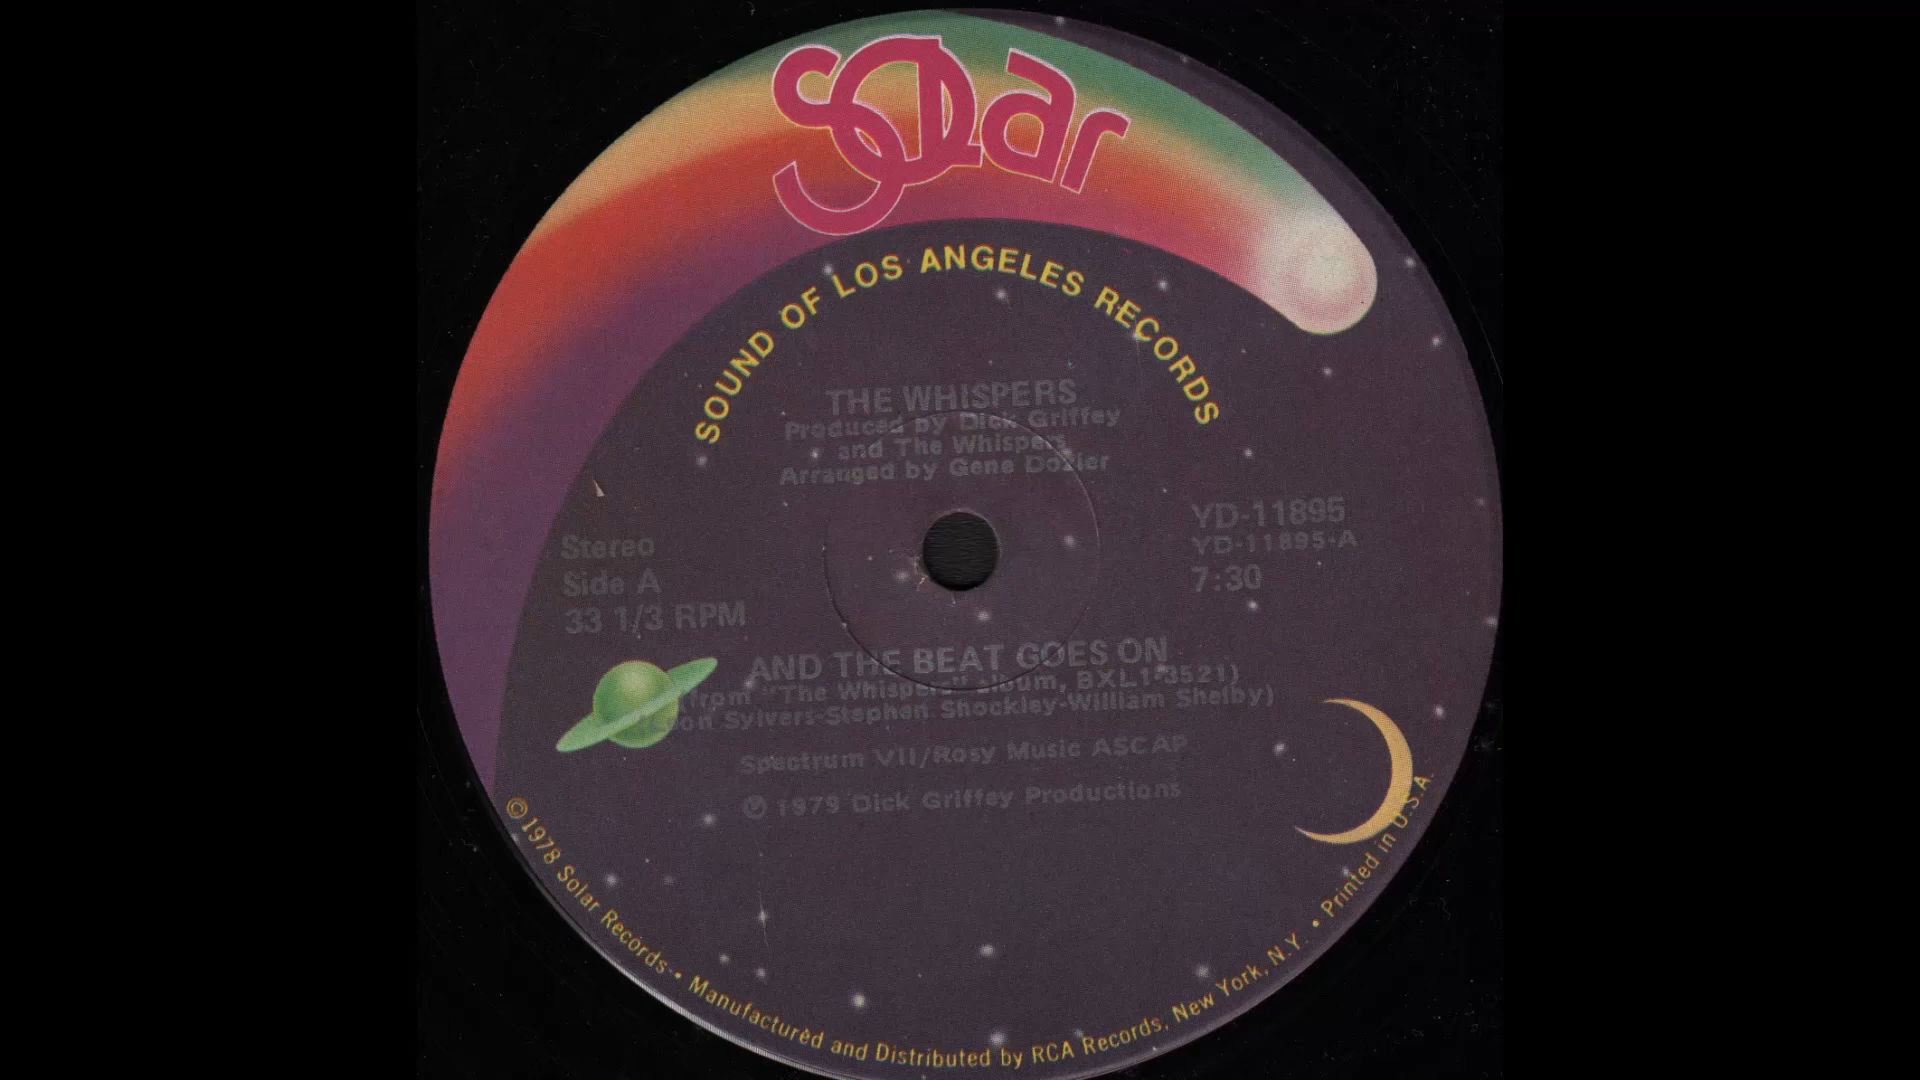 solar
SOUND OF LOS ANGELES RECORDS
THE WHISPERS
Produced by Dick Griffey
and The Whispers
Arranged by Gene Dozier
Stereo
Side A
33 1/3 RPM
YD-11895
YD-11895-A
7:30
AND THE BEAT GOES ON
(from "The Whispers" album, BXL1-3521)
(Leon Sylvers-Stephen Shockley-William Shelby)
Spectrum VII/Rosy Music ASCAP
℗ 1979 Dick Griffey Productions
©1978 Solar Records • Manufactured and Distributed by RCA Records, New York, N.Y. • Printed in U.S.A.